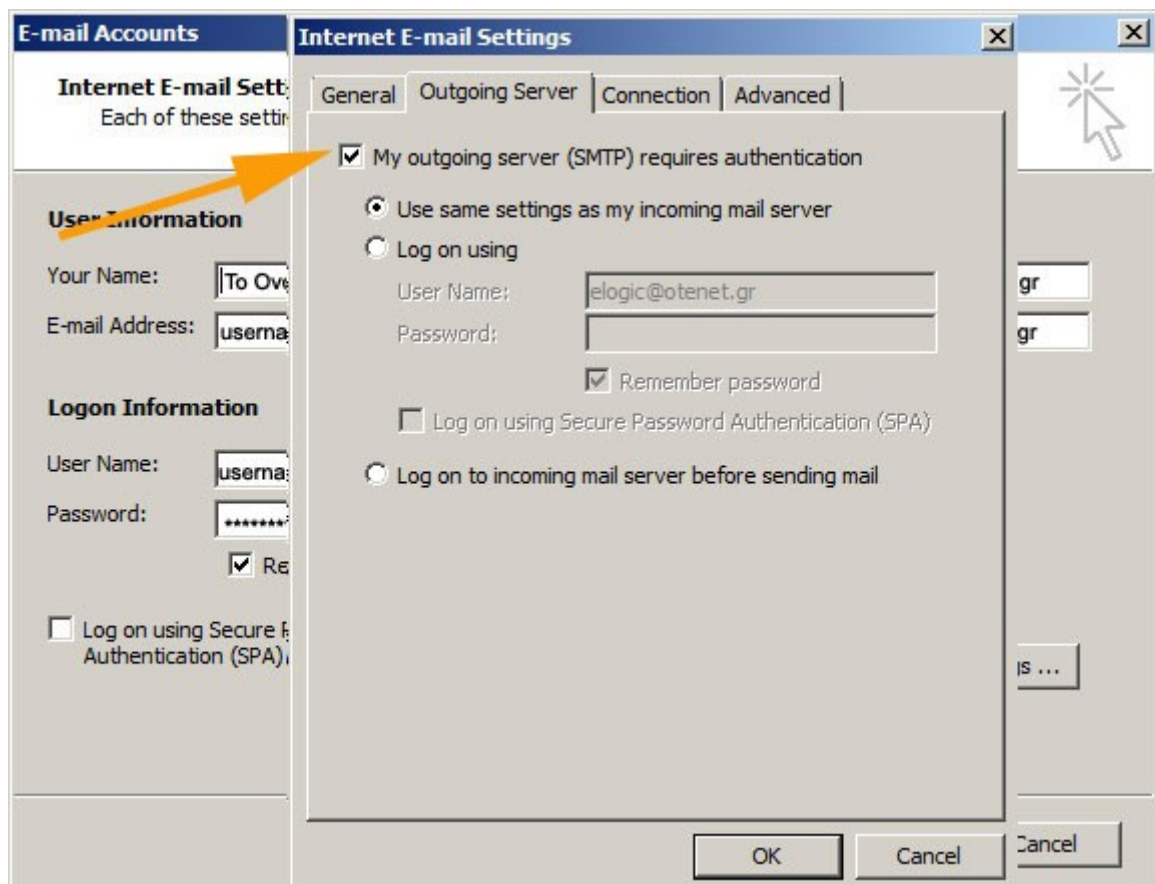 E-mail Accounts
Internet E-mail Settings
Internet E-mail Sett
Each of these settin
General Outgoing Server Connection Advanced
My outgoing server (SMTP) requires authentication
Use same settings as my incoming mail server
Log on using
User Name: elogic@otenet.gr
Password:
Remember password
Log on using Secure Password Authentication (SPA)
Log on to incoming mail server before sending mail
OK Cancel
User Information
Your Name: To Ove
gr
E-mail Address: userna
gr
Logon Information
User Name: userna
Password: *******
Re
Log on using Secure
Authentication (SPA)
gs ...
Cancel